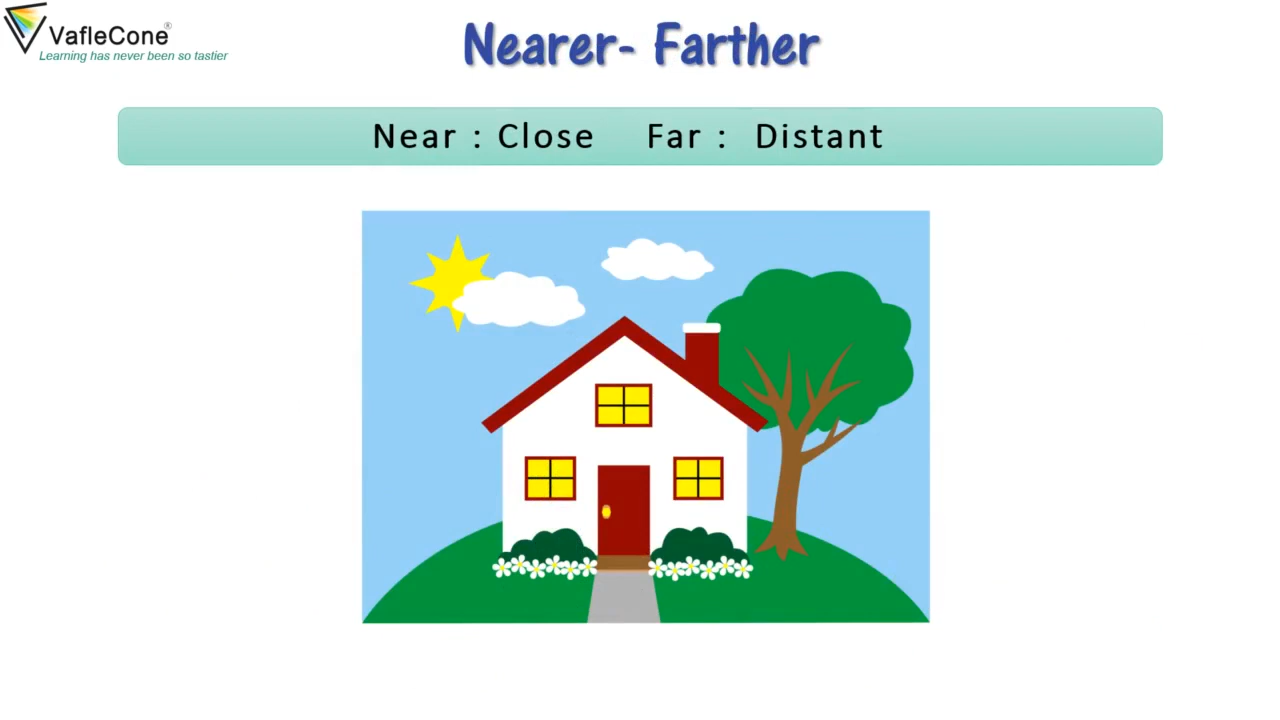 VafleCone®
Learning has never been so tastier
Nearer- Farther
Near : Close Far : Distant